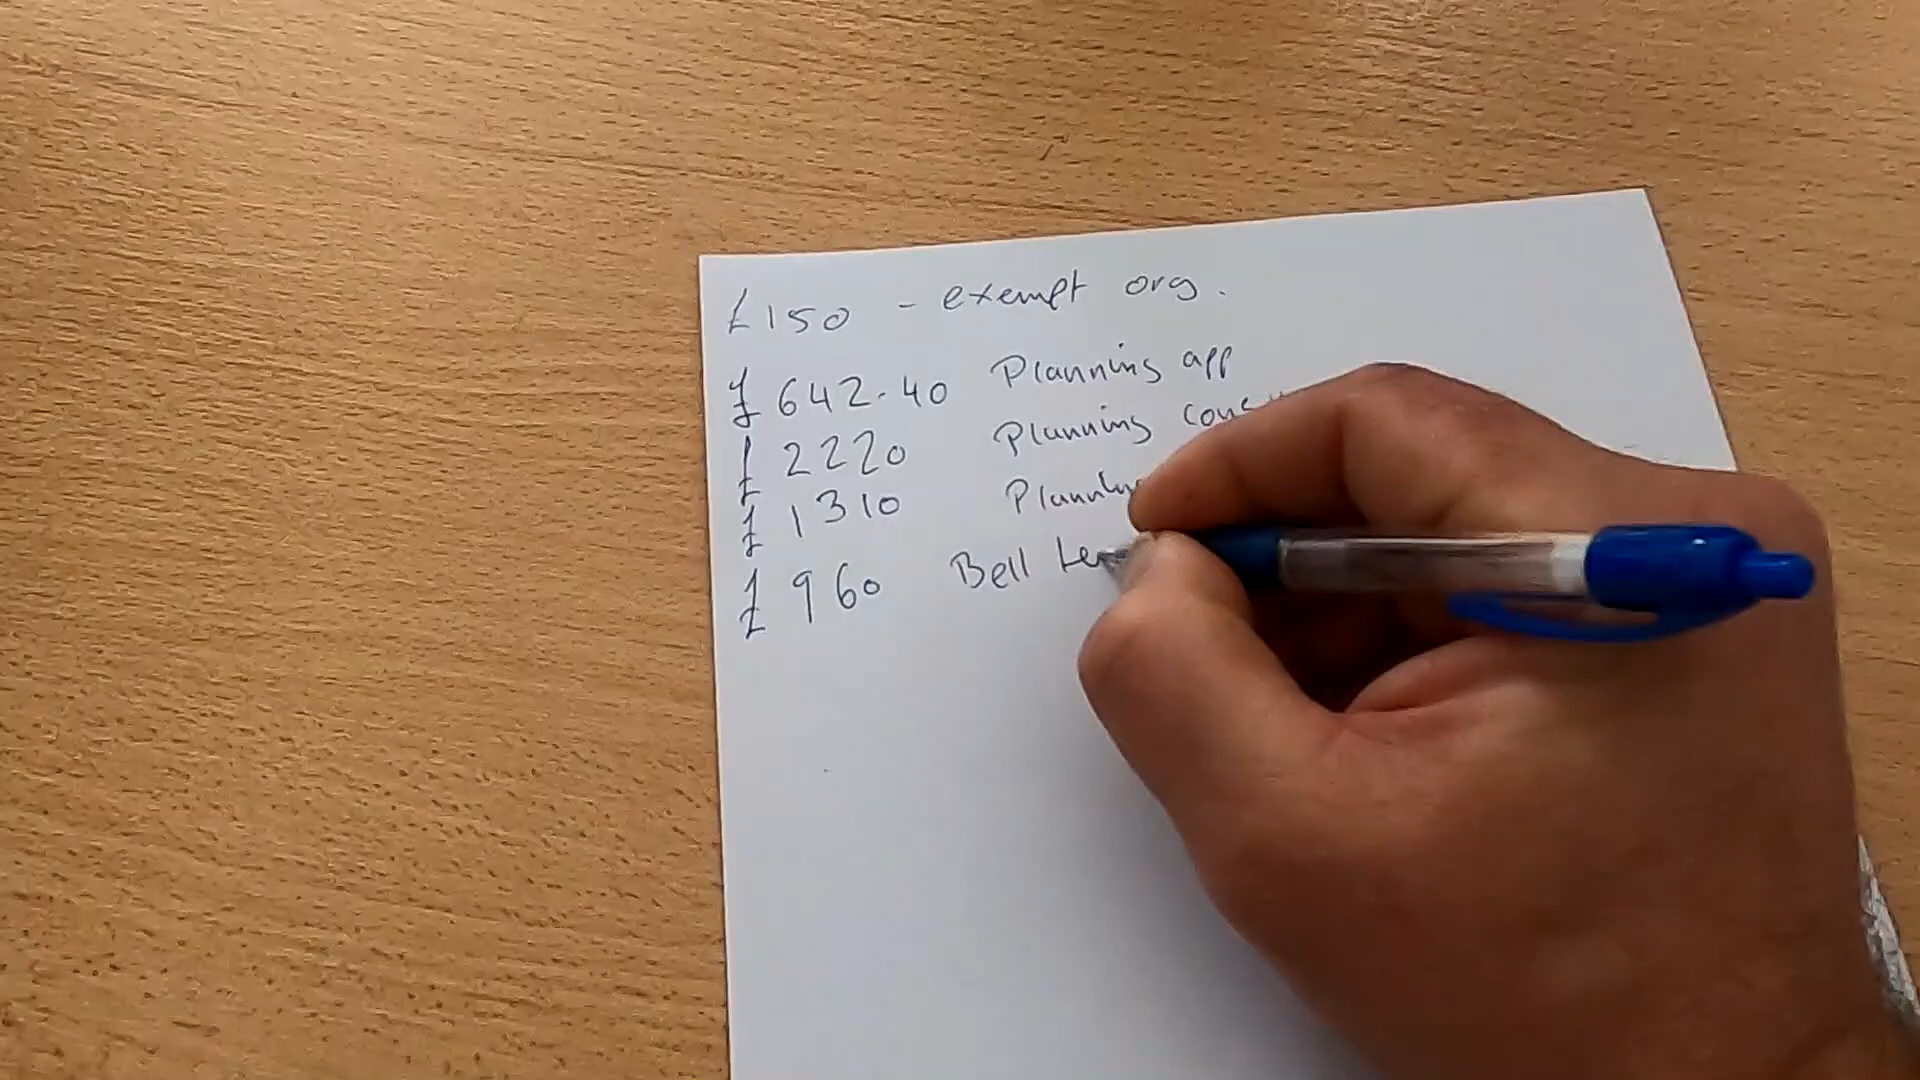 £150 - exempt org.
£642.40 Planning app
£2220 Planning
£1310
£960 Bell